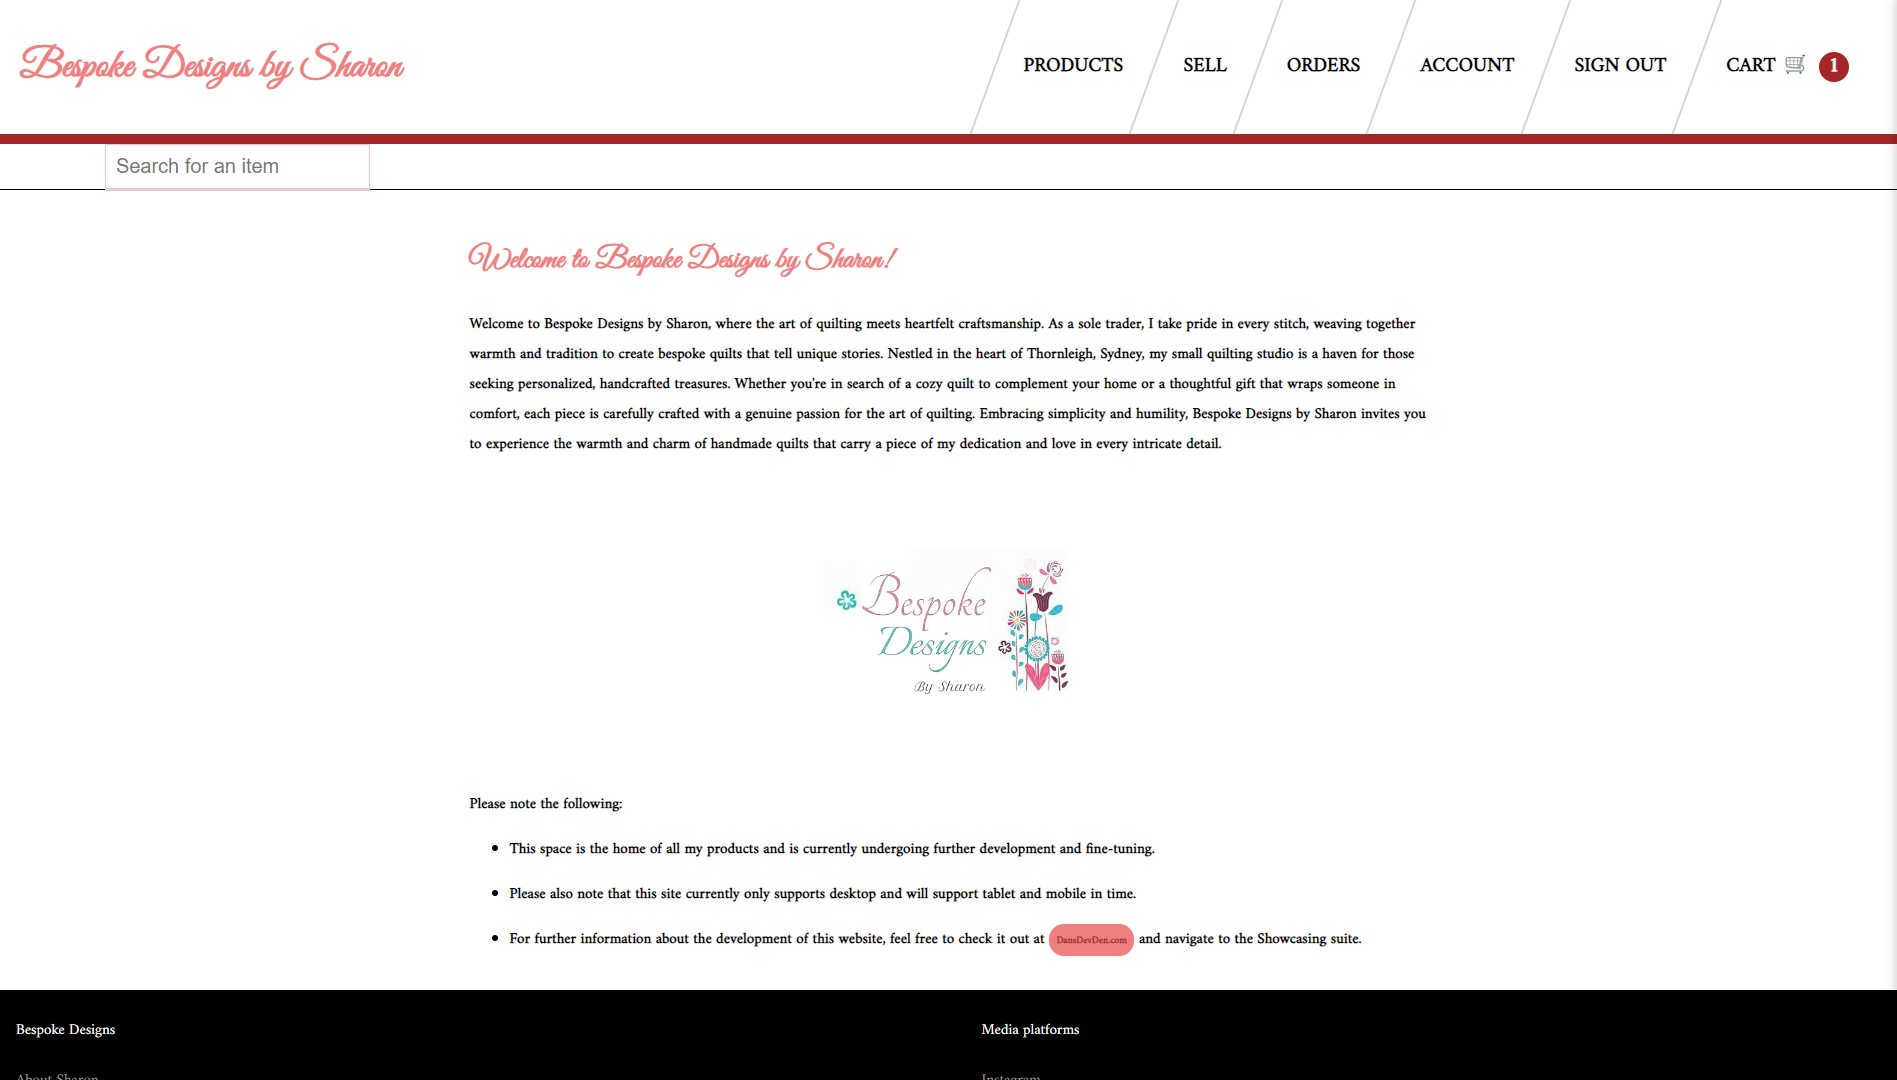 Bespoke Designs by Sharon
PRODUCTS
SELL
ORDERS
ACCOUNT
SIGN OUT
CART 🛒 1
Search for an item
Welcome to Bespoke Designs by Sharon!
Welcome to Bespoke Designs by Sharon, where the art of quilting meets heartfelt craftsmanship. As a sole trader, I take pride in every stitch, weaving together
warmth and tradition to create bespoke quilts that tell unique stories. Nestled in the heart of Thornleigh, Sydney, my small quilting studio is a haven for those
seeking personalized, handcrafted treasures. Whether you're in search of a cozy quilt to complement your home or a thoughtful gift that wraps someone in
comfort, each piece is carefully crafted with a genuine passion for the art of quilting. Embracing simplicity and humility, Bespoke Designs by Sharon invites you
to experience the warmth and charm of handmade quilts that carry a piece of my dedication and love in every intricate detail.
Bespoke
Designs
By Sharon
Please note the following:
• This space is the home of all my products and is currently undergoing further development and fine-tuning.
• Please also note that this site currently only supports desktop and will support tablet and mobile in time.
• For further information about the development of this website, feel free to check it out at DansDevDen.com and navigate to the Showcasing suite.
Bespoke Designs
Media platforms
About Sharon
Instagram